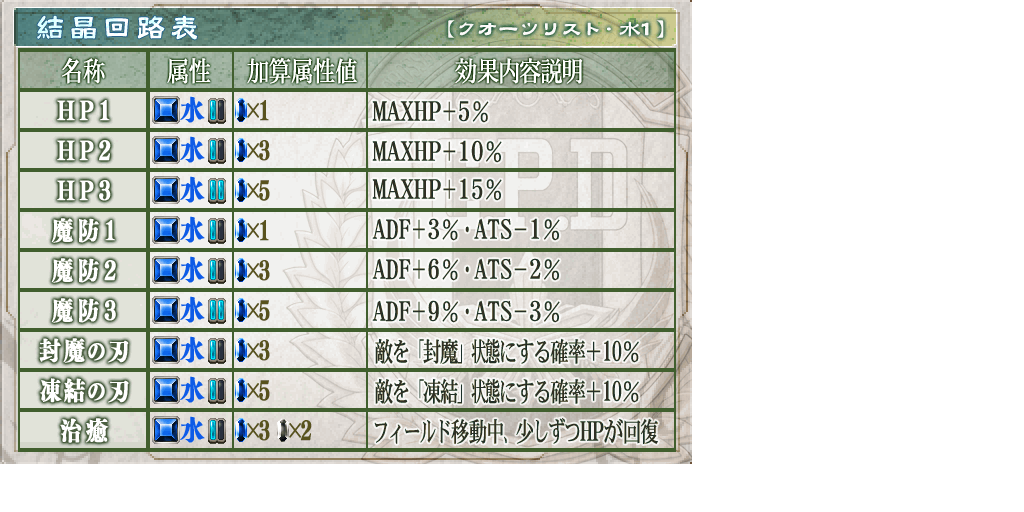 結晶回路表 【クオーツリスト・水1】
名称 属性 加算属性値 効果内容説明
HP1 水 ×1 MAXHP+5%
HP2 水 ×3 MAXHP+10%
HP3 水 ×5 MAXHP+15%
魔防1 水 ×1 ADF+3%・ATS-1%
魔防2 水 ×3 ADF+6%・ATS-2%
魔防3 水 ×5 ADF+9%・ATS-3%
封魔の刃 水 ×3 敵を「封魔」状態にする確率+10%
凍結の刃 水 ×5 敵を「凍結」状態にする確率+10%
治癒 水 ×3 ×2 フィールド移動中、少しずつHPが回復